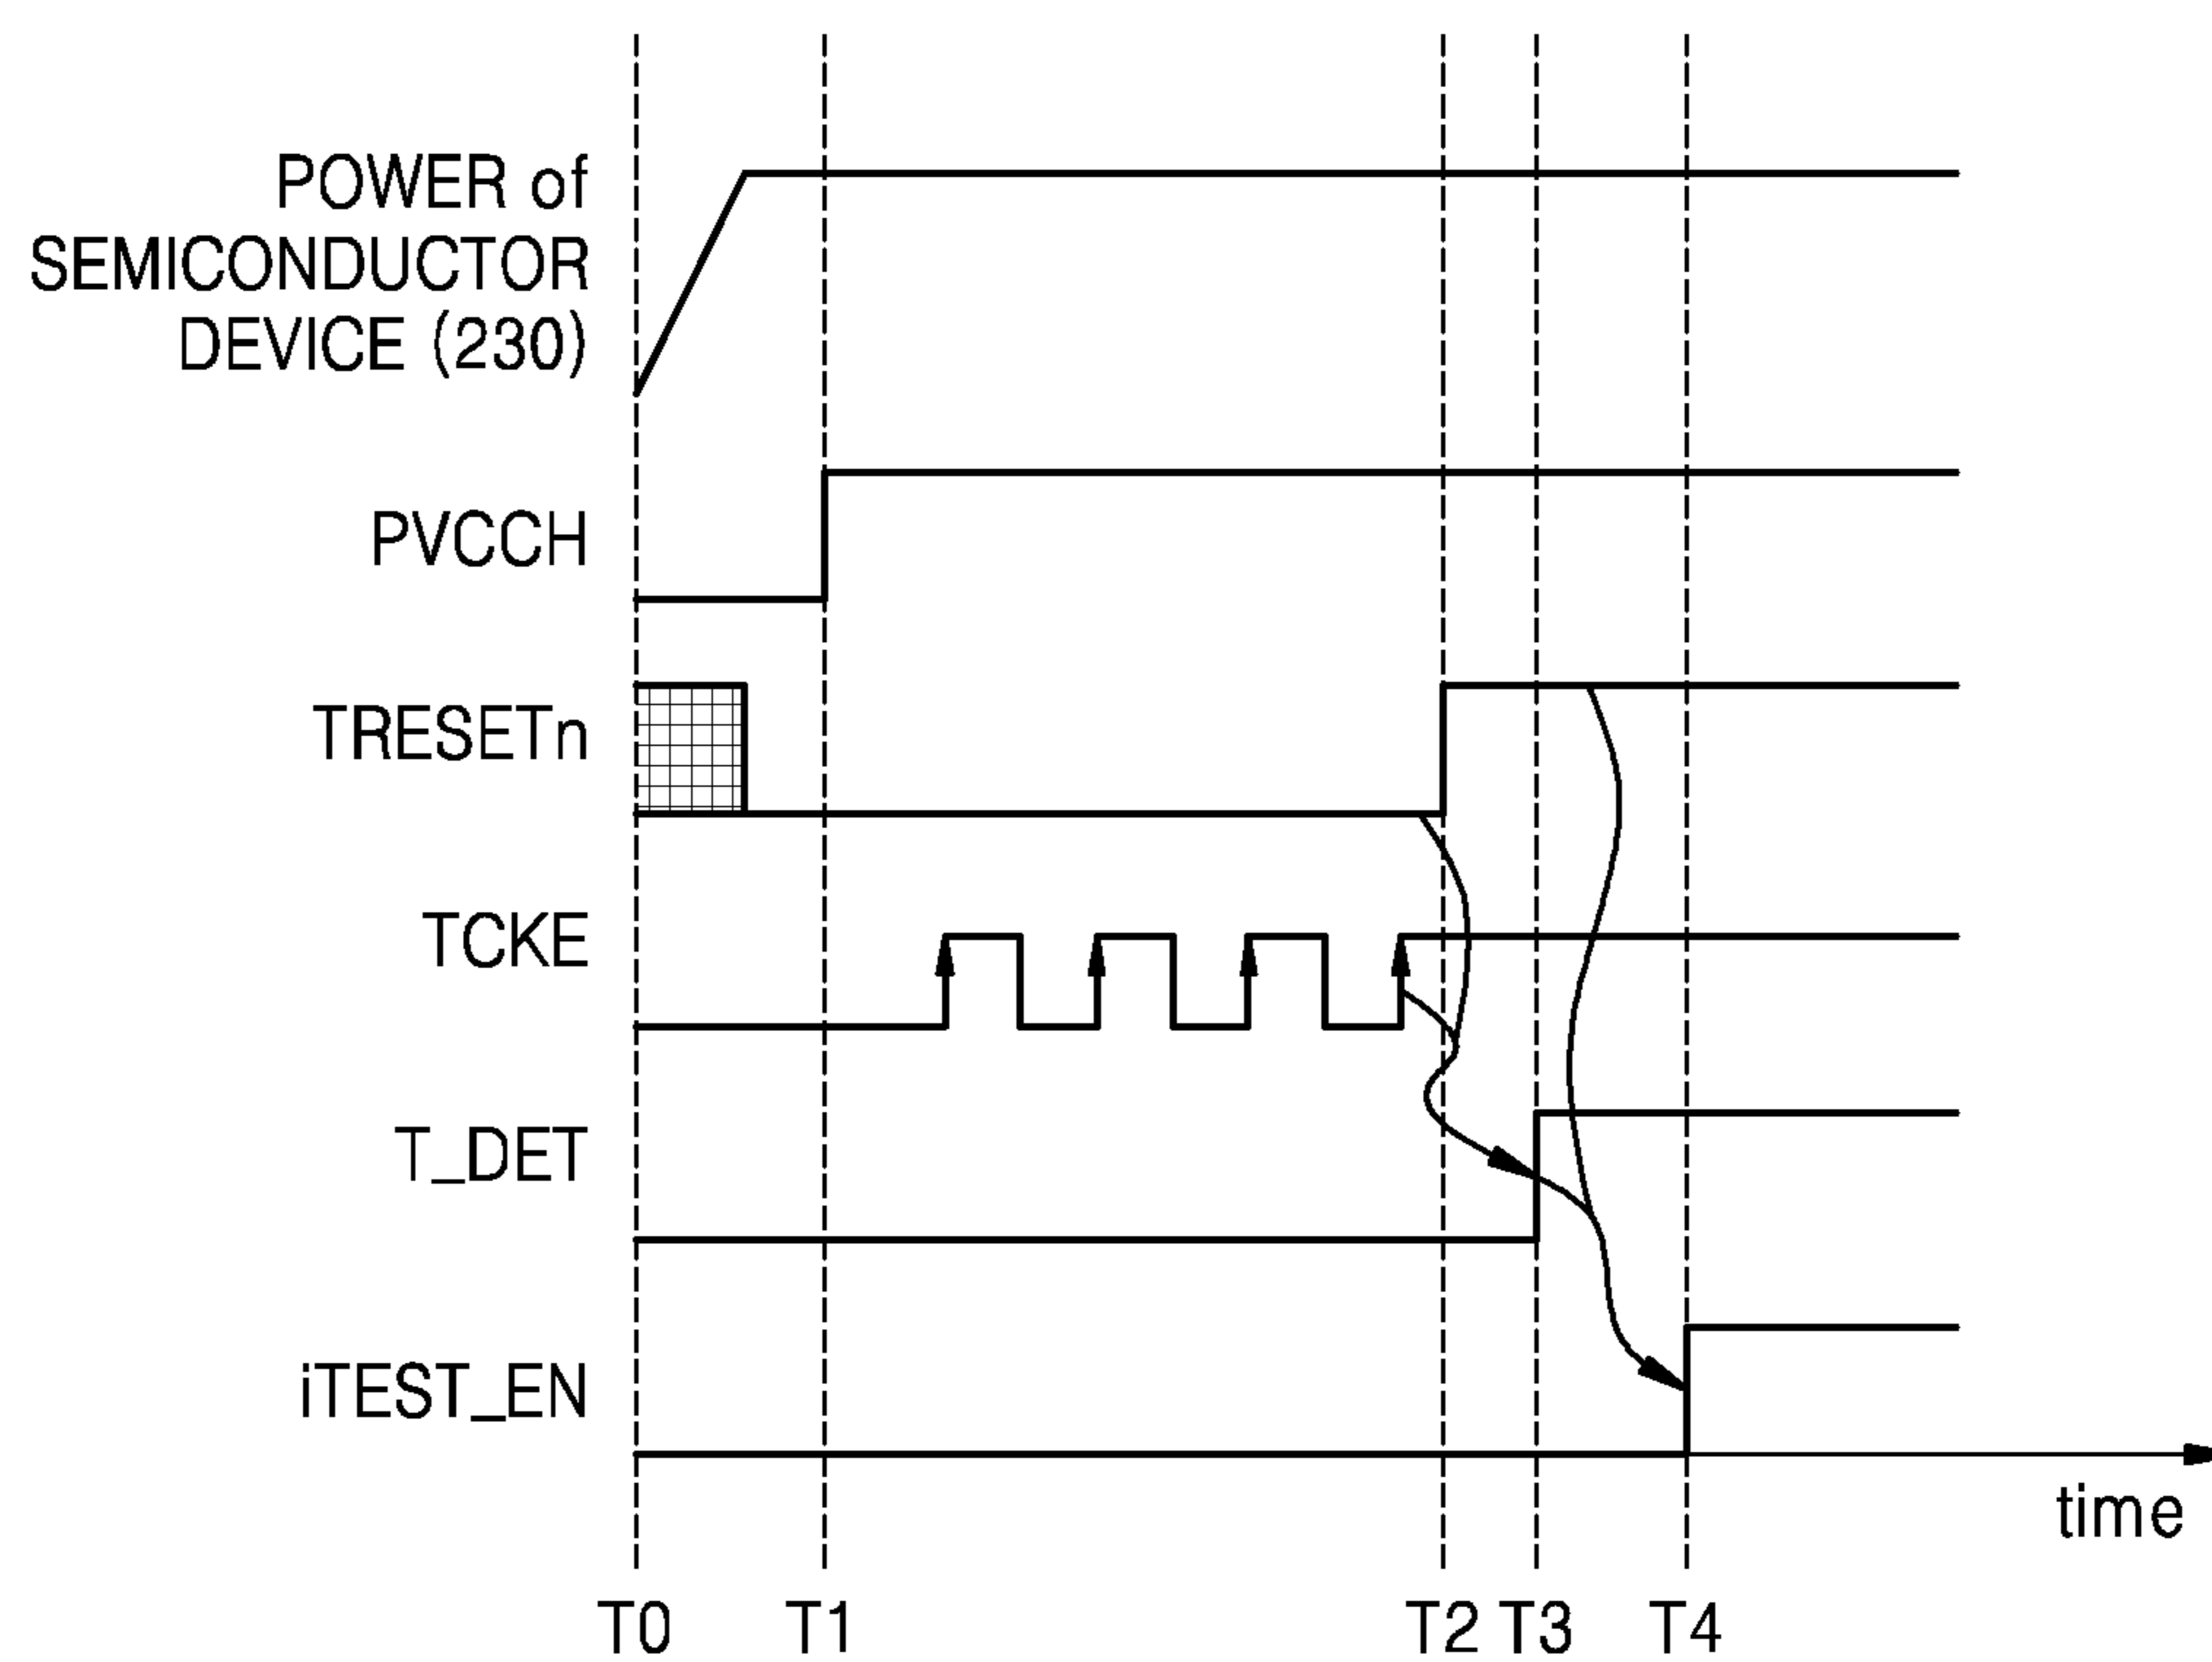 POWER of
SEMICONDUCTOR
DEVICE (230)
PVCCH
TRESETn
TCKE
T_DET
iTEST_EN
time
T0 T1 T2 T3 T4